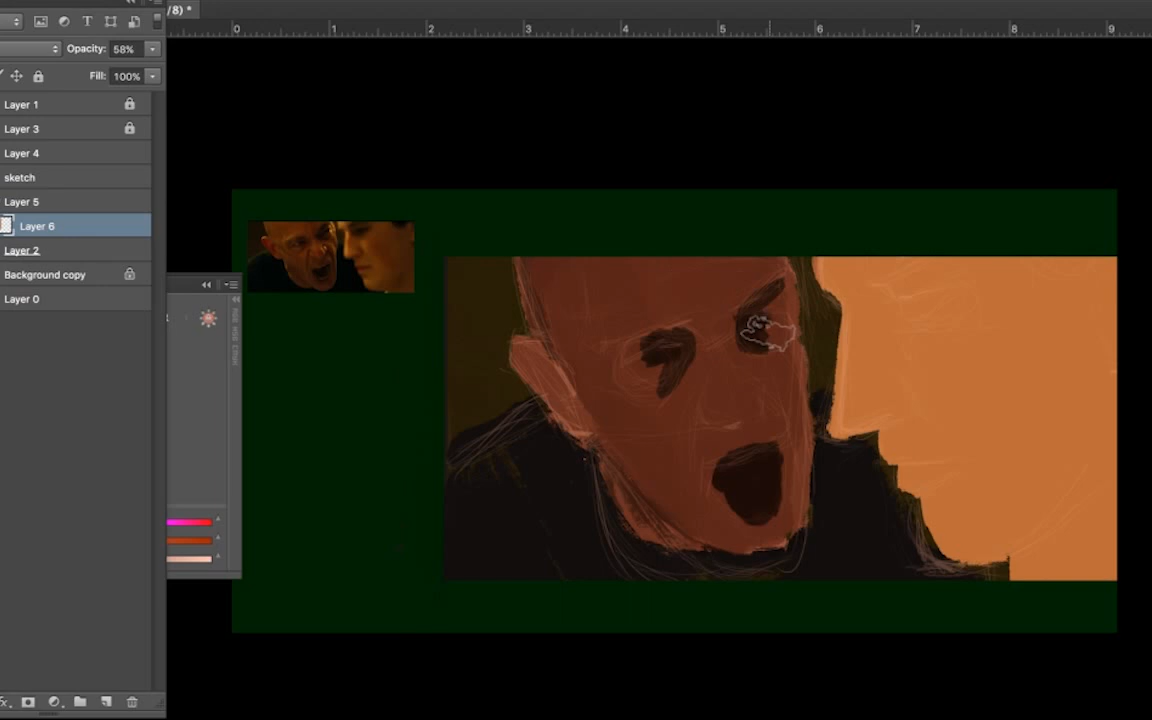 /8) *
Opacity: 58%
Fill: 100%
0 1 2 3 4 5 6 7 8 9
Layer 1
Layer 3
Layer 4
sketch
Layer 5
Layer 6
Layer 2
Background copy
Layer 0